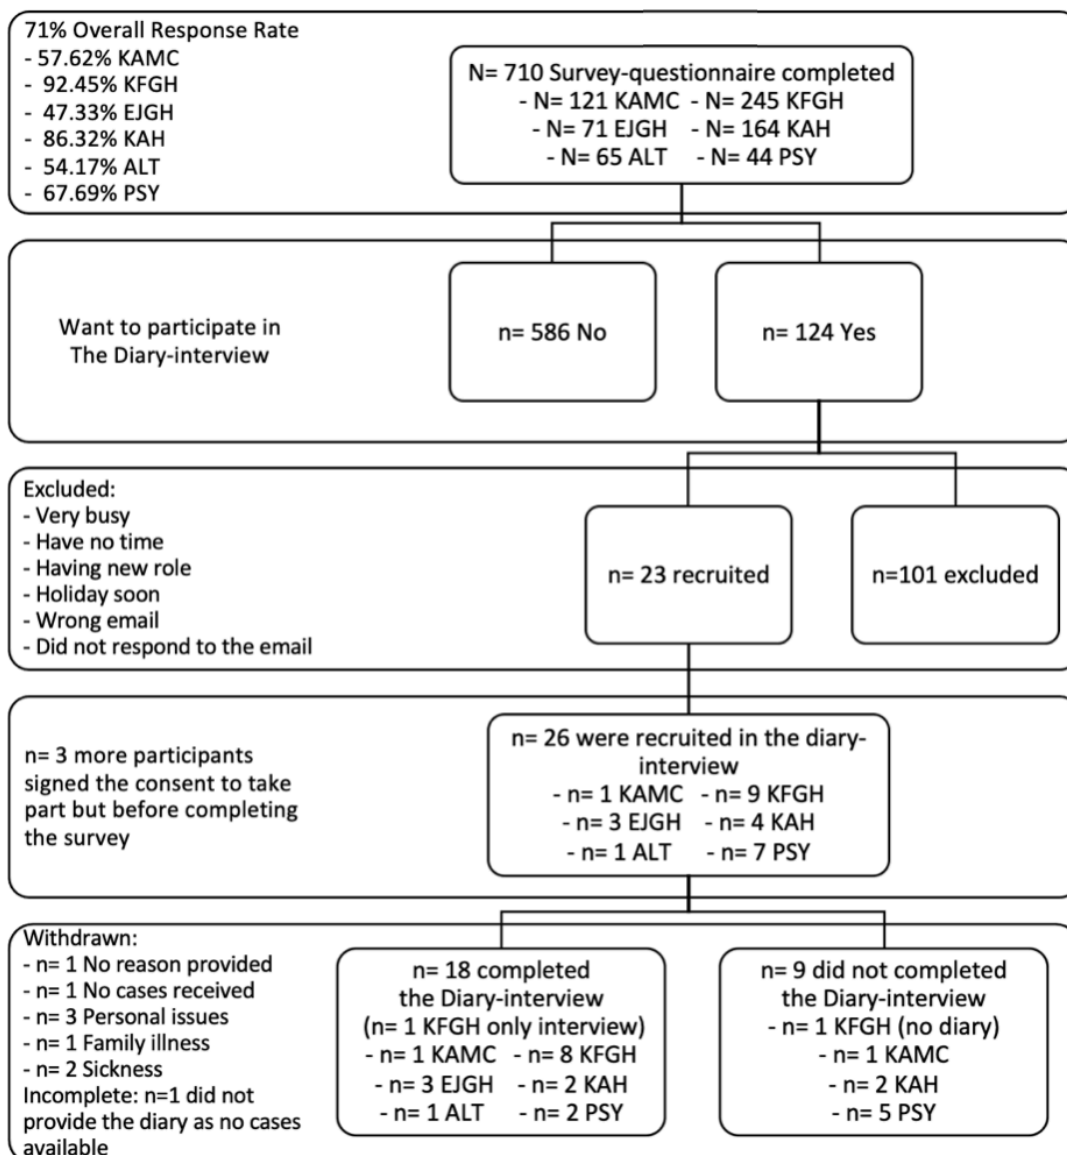 71% Overall Response Rate
- 57.62% KAMC
- 92.45% KFGH
- 47.33% EJGH
- 86.32% KAH
- 54.17% ALT
- 67.69% PSY
N= 710 Survey-questionnaire completed
- N= 121 KAMC - N= 245 KFGH
- N= 71 EJGH - N= 164 KAH
- N= 65 ALT - N= 44 PSY
Want to participate in
The Diary-interview
n= 586 No
n= 124 Yes
Excluded:
- Very busy
- Have no time
- Having new role
- Holiday soon
- Wrong email
- Did not respond to the email
n= 23 recruited
n=101 excluded
n= 3 more participants
signed the consent to take
part but before completing
the survey
n= 26 were recruited in the diary-
interview
- n= 1 KAMC - n= 9 KFGH
- n= 3 EJGH - n= 4 KAH
- n= 1 ALT - n= 7 PSY
Withdrawn:
- n= 1 No reason provided
- n= 1 No cases received
- n= 3 Personal issues
- n= 1 Family illness
- n= 2 Sickness
Incomplete: n=1 did not
provide the diary as no cases
available
n= 18 completed
the Diary-interview
(n= 1 KFGH only interview)
- n= 1 KAMC - n= 8 KFGH
- n= 3 EJGH - n= 2 KAH
- n= 1 ALT - n= 2 PSY
n= 9 did not completed
the Diary-interview
- n= 1 KFGH (no diary)
- n= 1 KAMC
- n= 2 KAH
- n= 5 PSY